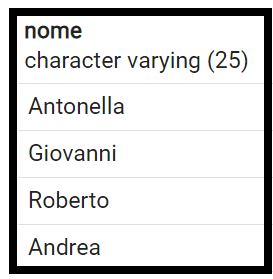 nome
character varying (25)
Antonella
Giovanni
Roberto
Andrea